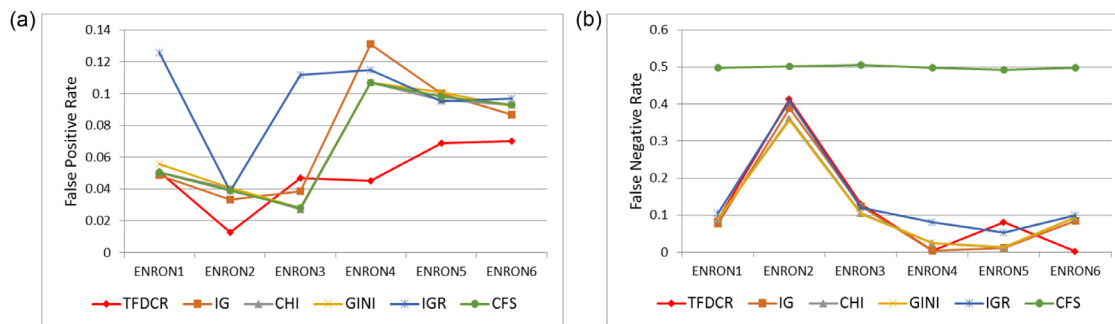 (a)
False Positive Rate
0.14
0.12
0.1
0.08
0.06
0.04
0.02
0
ENRON1 ENRON2 ENRON3 ENRON4 ENRON5 ENRON6
TFDCR IG CHI GINI IGR CFS
(b)
False Negative Rate
0.6
0.5
0.4
0.3
0.2
0.1
0
ENRON1 ENRON2 ENRON3 ENRON4 ENRON5 ENRON6
TFDCR IG CHI GINI IGR CFS